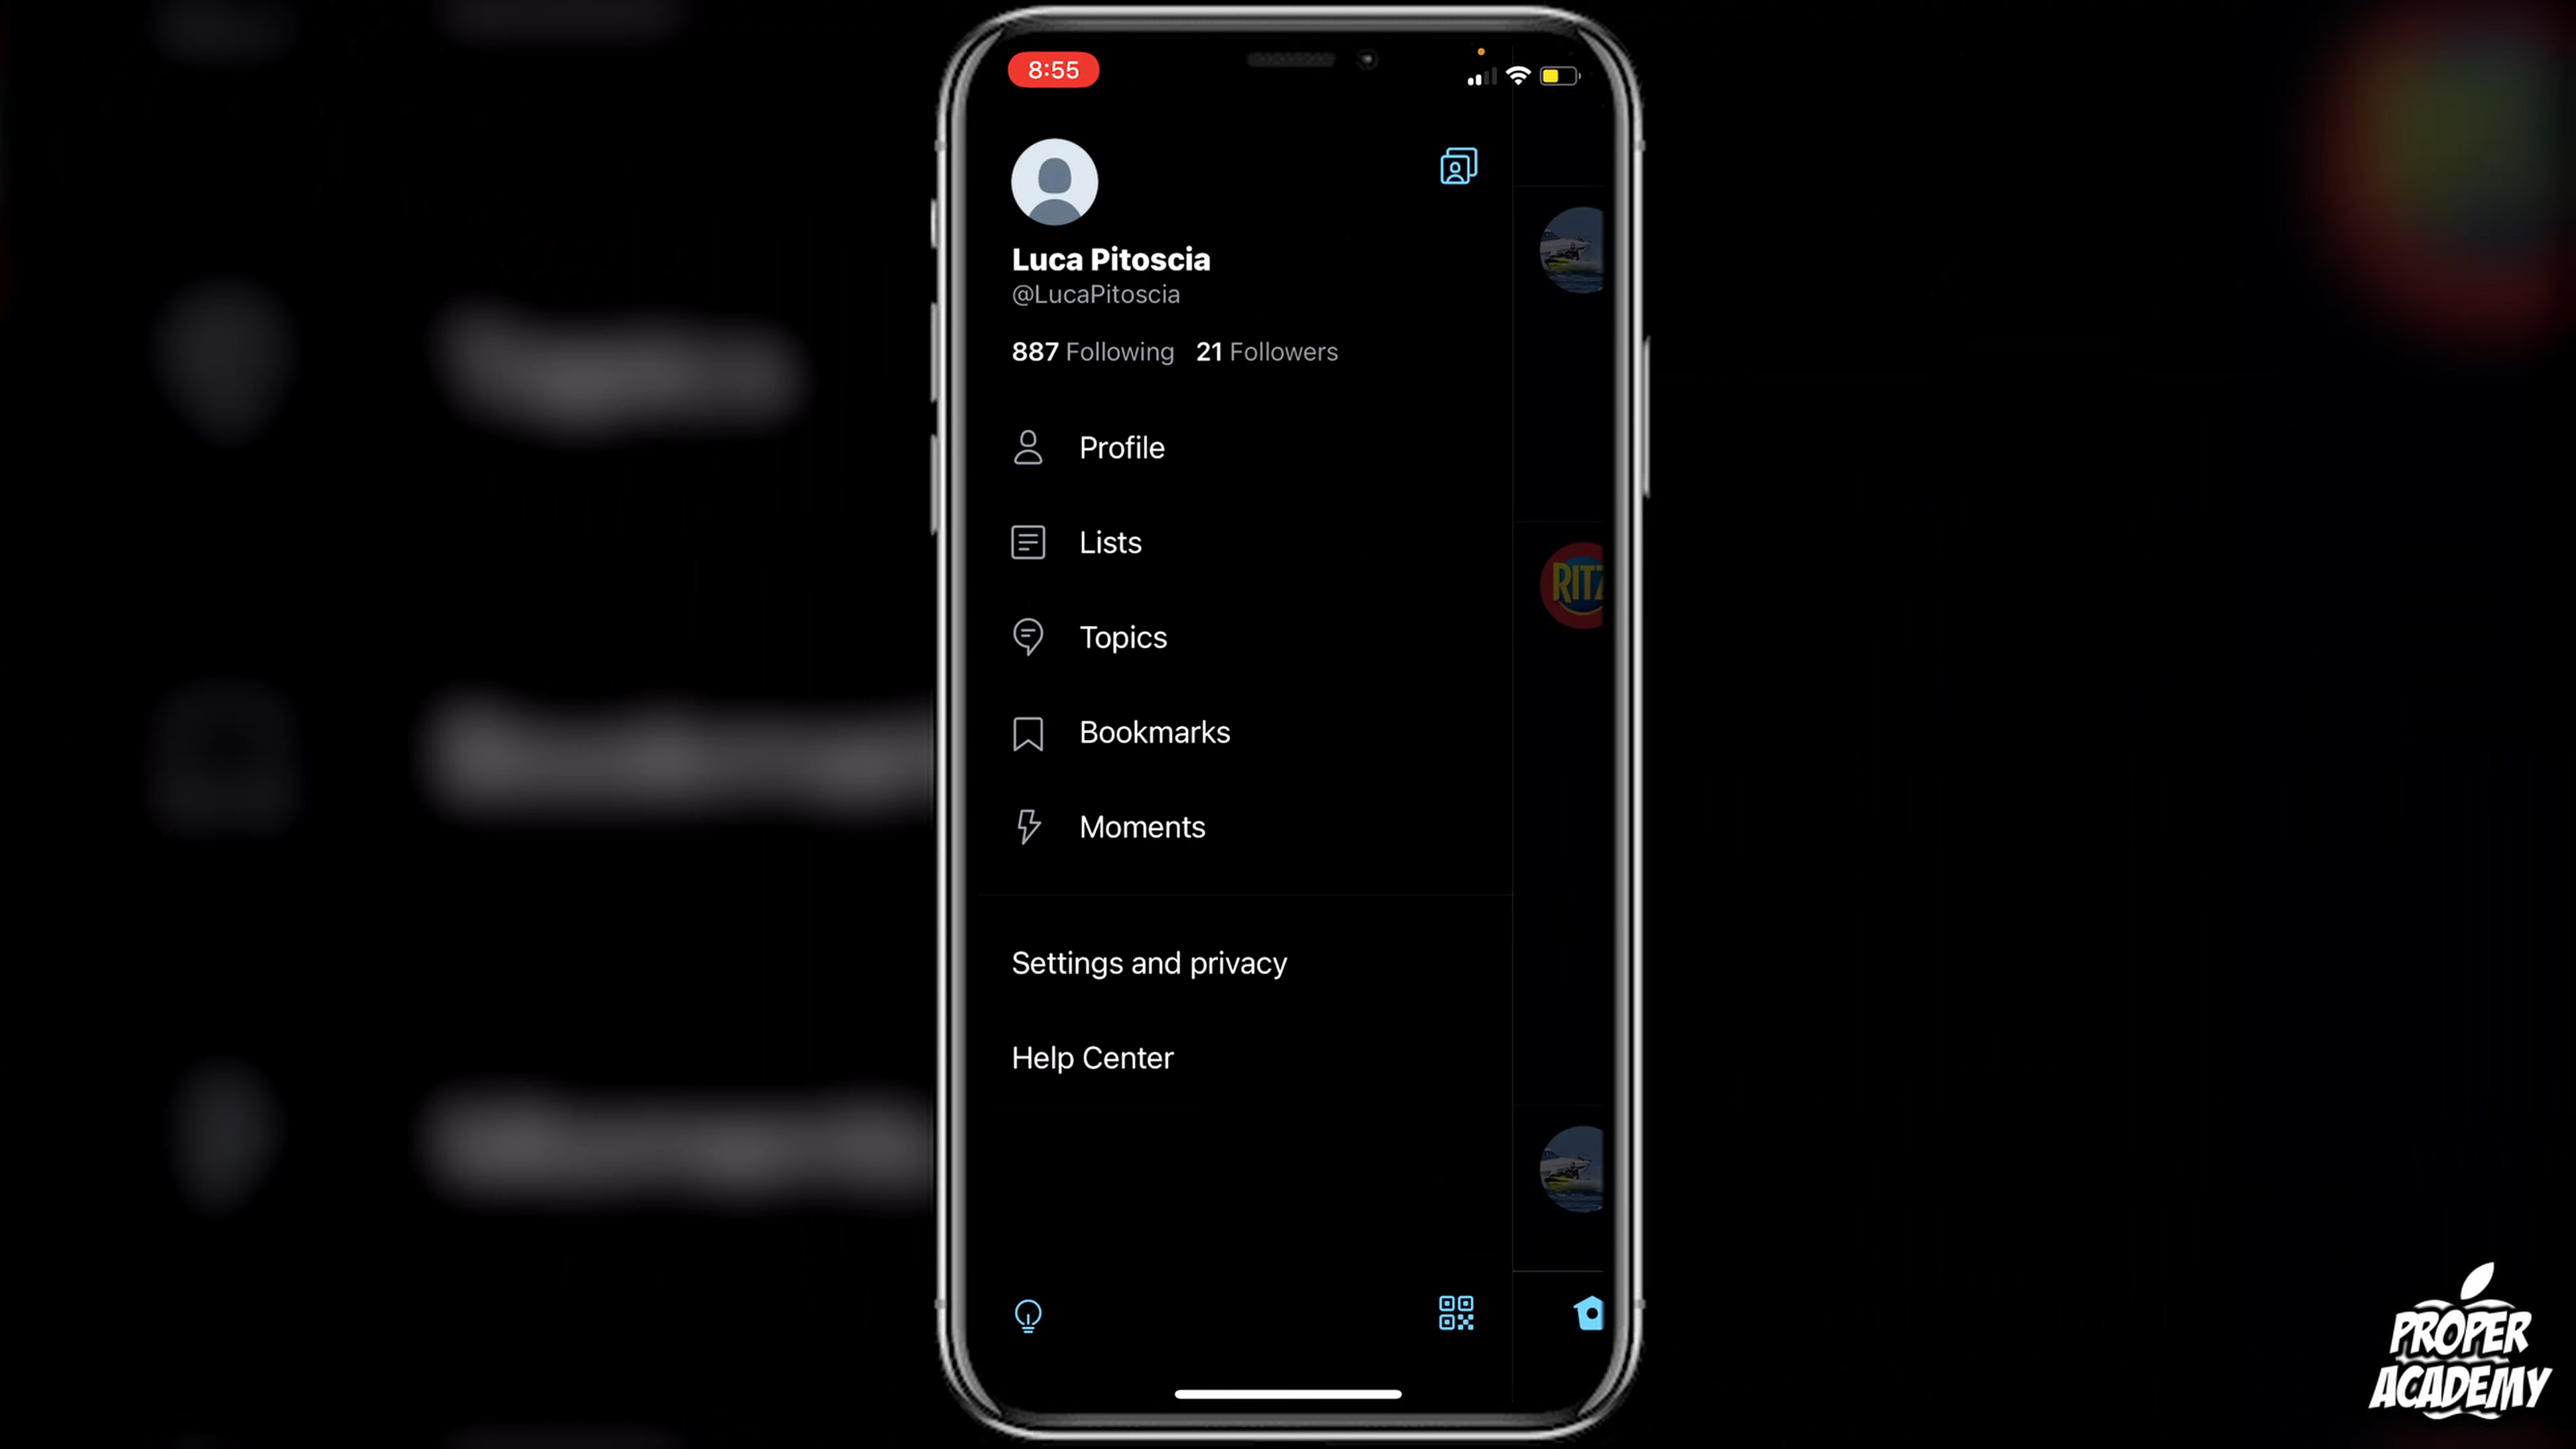 8:55
Luca Pitoscia
@LucaPitoscia
887 Following 21 Followers
Profile
Lists
Topics
Bookmarks
Moments
Settings and privacy
Help Center
RITZ
PROPER
ACADEMY